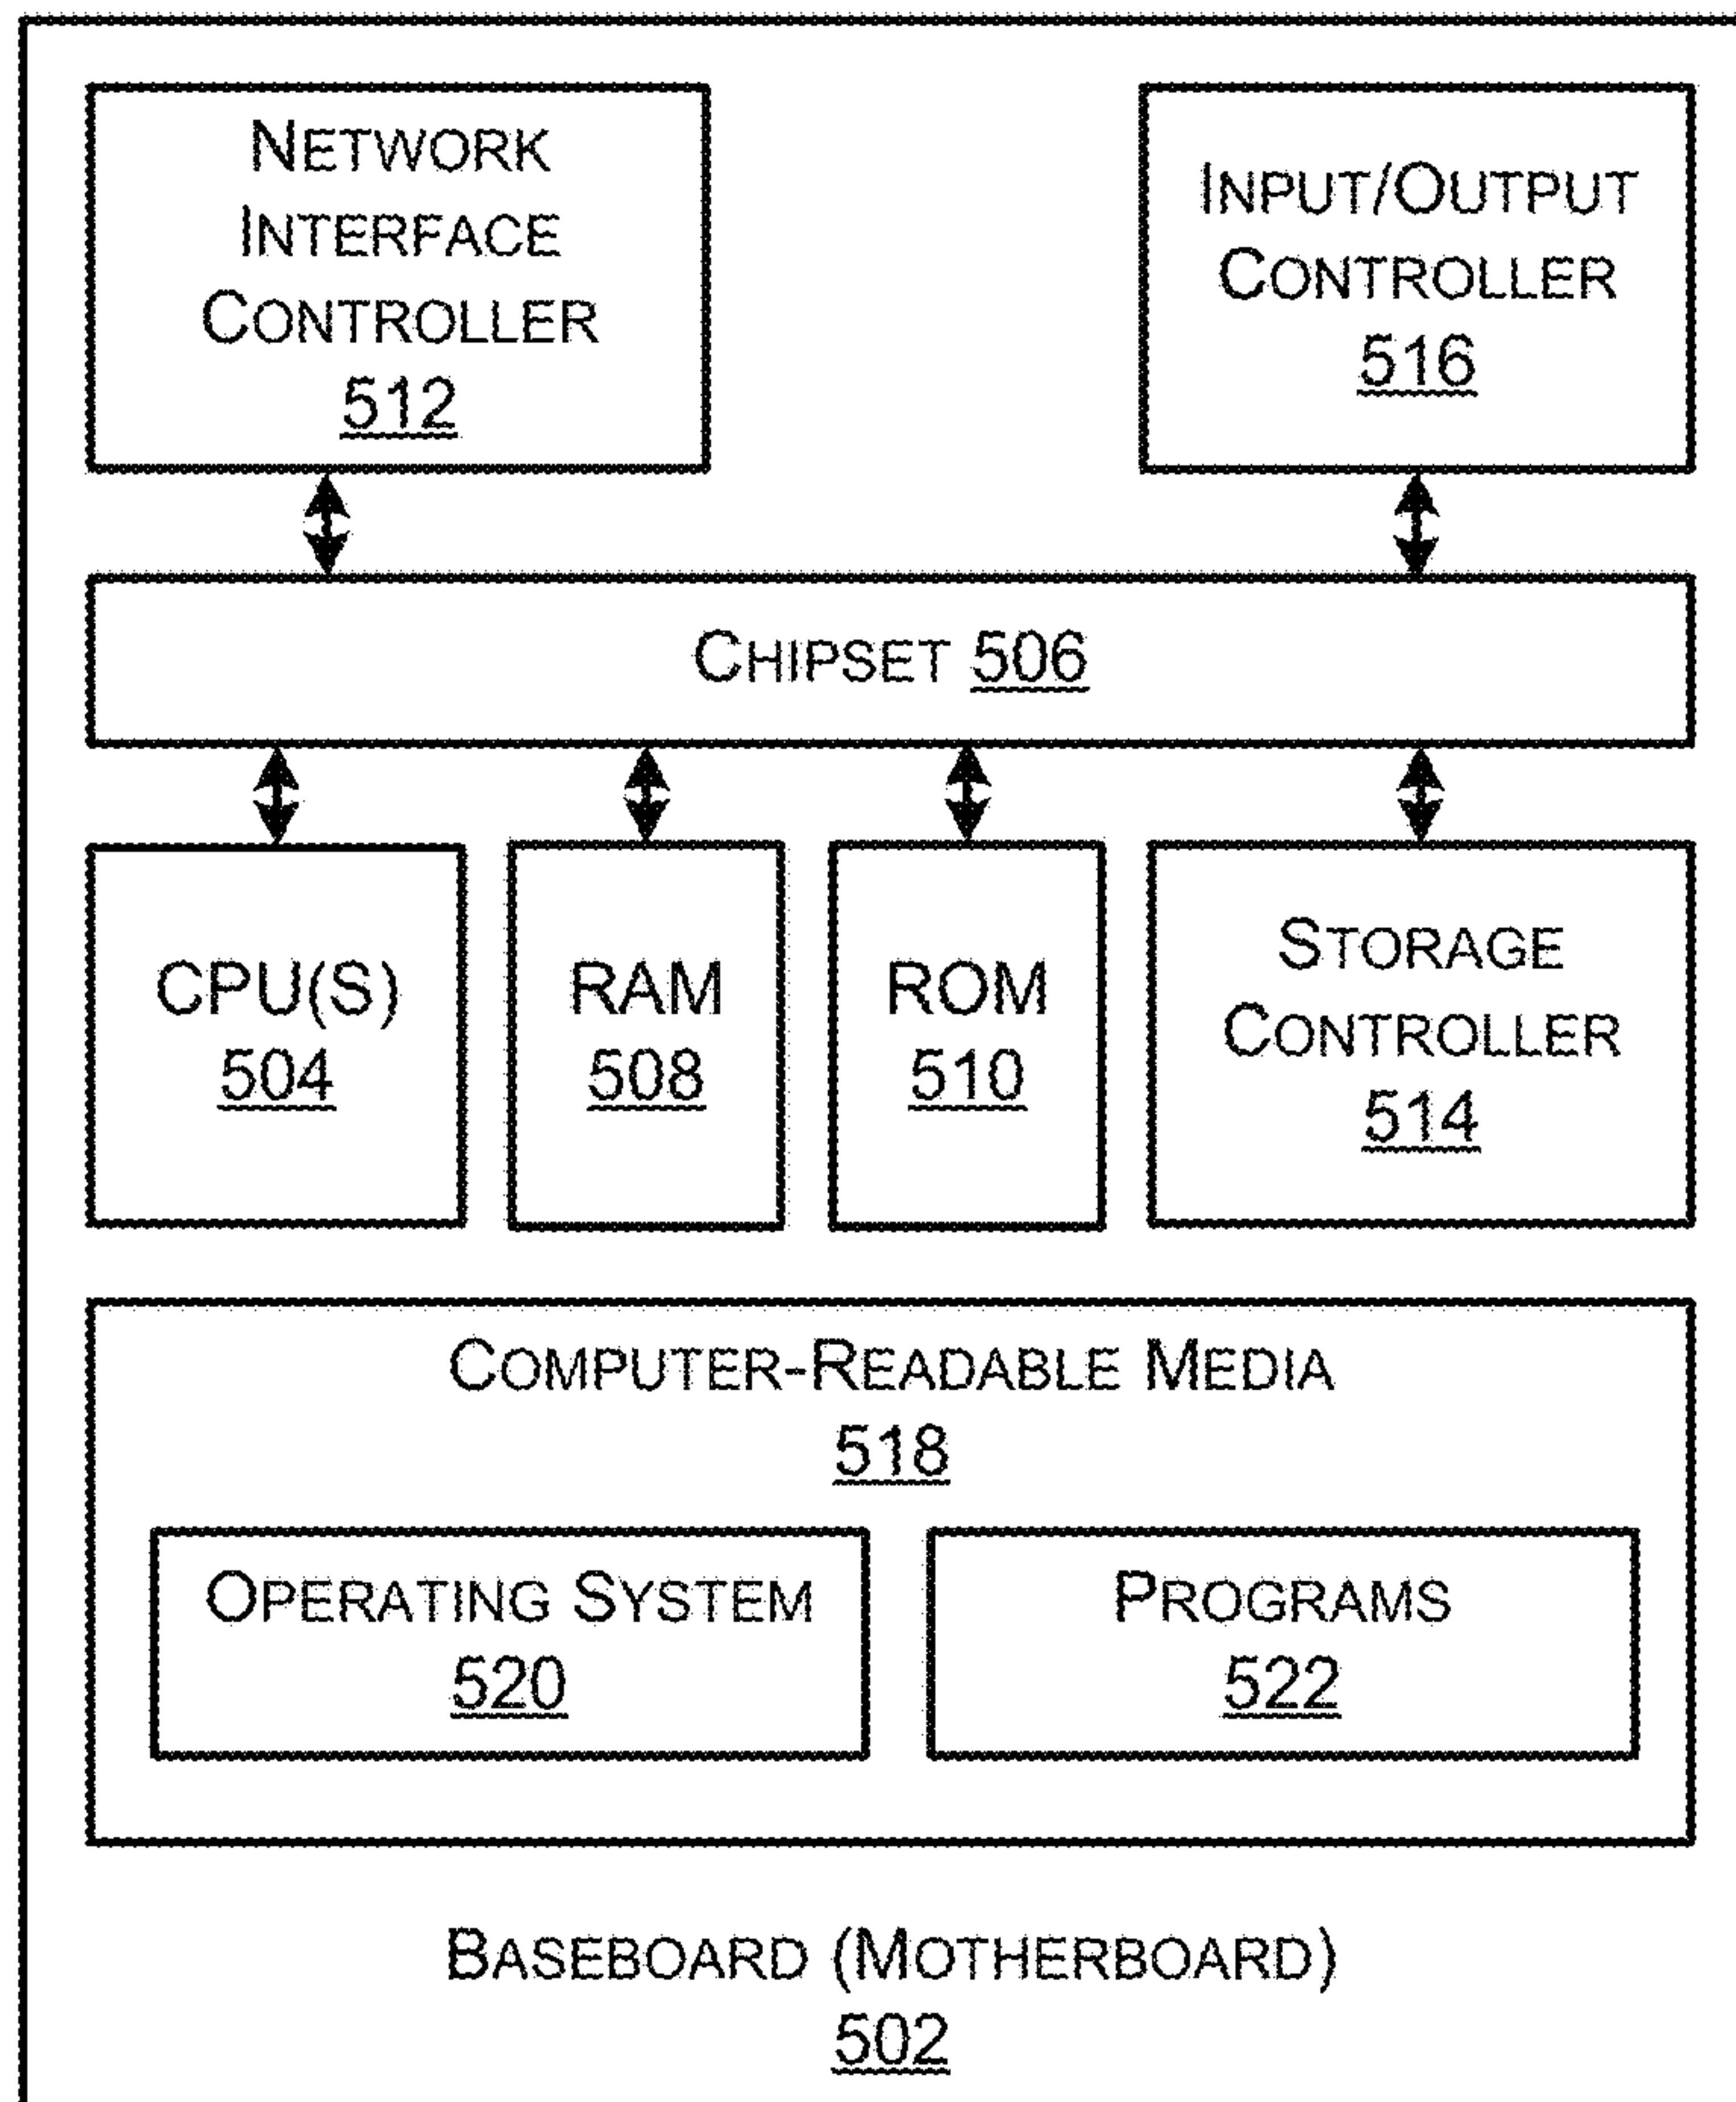 NETWORK
INTERFACE
CONTROLLER
512
INPUT/OUTPUT
CONTROLLER
516
CHIPSET 506
CPU(S)
504
RAM
508
ROM
510
STORAGE
CONTROLLER
514
COMPUTER-READABLE MEDIA
518
OPERATING SYSTEM
520
PROGRAMS
522
BASEBOARD (MOTHERBOARD)
502